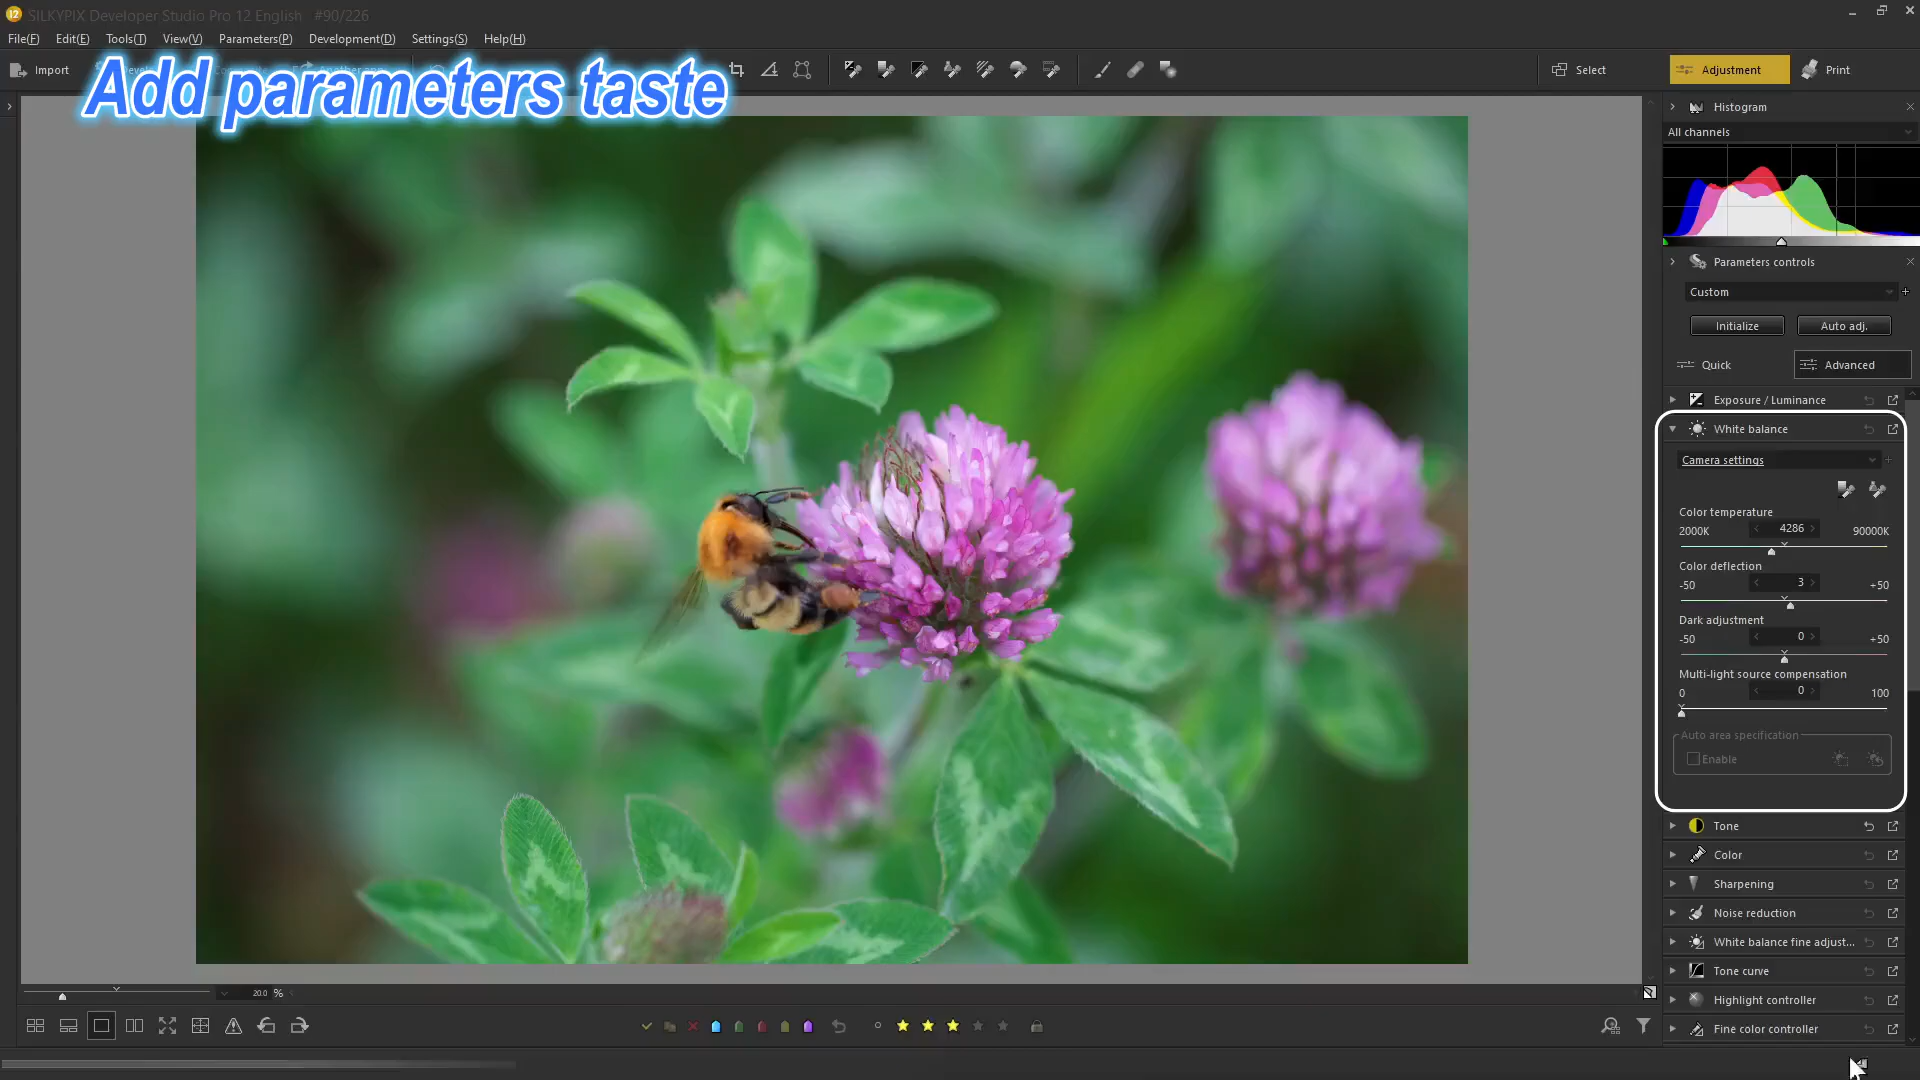 SILKYPIX Developer Studio Pro 12 English #90/226
File(F) Edit(E) Tools(T) View(V) Parameters(P) Development(D) Settings(S) Help(H)
Import
Add parameters taste
Select
Adjustment
Print
Histogram
All channels
Parameters controls
Custom
Initialize Auto adj.
Quick Advanced
Exposure / Luminance
White balance
Camera settings
Color temperature
2000K 4286 90000K
Color deflection
-50 3 +50
Dark adjustment
-50 0 +50
Multi-light source compensation
0 0 100
Auto area specification
Enable
Tone
Color
Sharpening
Noise reduction
White balance fine adjust...
Tone curve
Highlight controller
Fine color controller
20.0 %